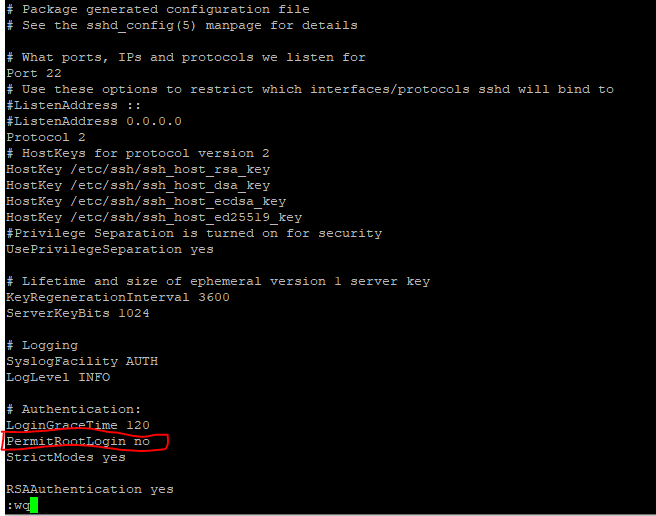 # Package generated configuration file
# See the sshd_config(5) manpage for details
# What ports, IPs and protocols we listen for
Port 22
# Use these options to restrict which interfaces/protocols sshd will bind to
#ListenAddress ::
#ListenAddress 0.0.0.0
Protocol 2
# HostKeys for protocol version 2
HostKey /etc/ssh/ssh_host_rsa_key
HostKey /etc/ssh/ssh_host_dsa_key
HostKey /etc/ssh/ssh_host_ecdsa_key
HostKey /etc/ssh/ssh_host_ed25519_key
#Privilege Separation is turned on for security
UsePrivilegeSeparation yes
# Lifetime and size of ephemeral version 1 server key
KeyRegenerationInterval 3600
ServerKeyBits 1024
# Logging
SyslogFacility AUTH
LogLevel INFO
# Authentication:
LoginGraceTime 120
PermitRootLogin no
StrictModes yes
RSAAuthentication yes
:wq